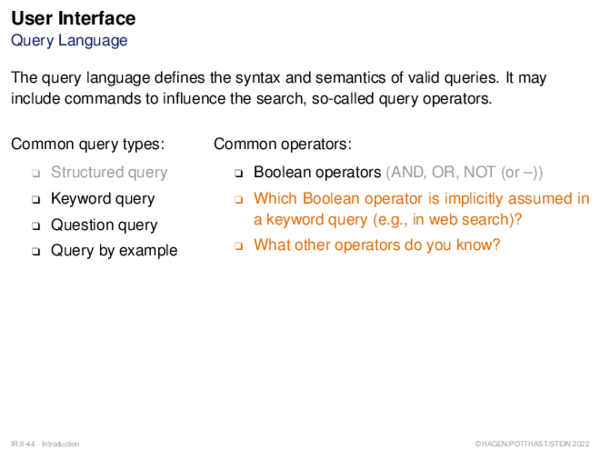 User Interface
Query Language
The query language defines the syntax and semantics of valid queries. It may
include commands to influence the search, so-called query operators.
Common query types:
❑ Structured query
❑ Keyword query
❑ Question query
❑ Query by example
Common operators:
❑ Boolean operators (AND, OR, NOT (or –))
❑ Which Boolean operator is implicitly assumed in
a keyword query (e.g., in web search)?
❑ What other operators do you know?
IR:II-44 Introduction
© HAGEN/POTTHAST/STEIN 2022